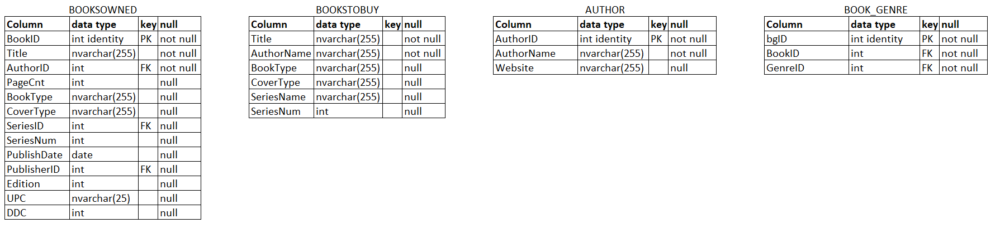 BOOKSOWNED
Column data type key null
BookID int identity PK not null
Title nvarchar(255) not null
AuthorID int FK not null
PageCnt int null
BookType nvarchar(255) null
CoverType nvarchar(255) null
SeriesID int FK null
SeriesNum int null
PublishDate date null
PublisherID int FK null
Edition int null
UPC nvarchar(25) null
DDC int null
BOOKSTOBUY
Column data type key null
Title nvarchar(255) not null
AuthorName nvarchar(255) not null
BookType nvarchar(255) null
CoverType nvarchar(255) null
SeriesName nvarchar(255) null
SeriesNum int null
AUTHOR
Column data type key null
AuthorID int identity PK not null
AuthorName nvarchar(255) not null
Website nvarchar(255) null
BOOK_GENRE
Column data type key null
bgID int identity PK not null
BookID int FK not null
GenreID int FK not null